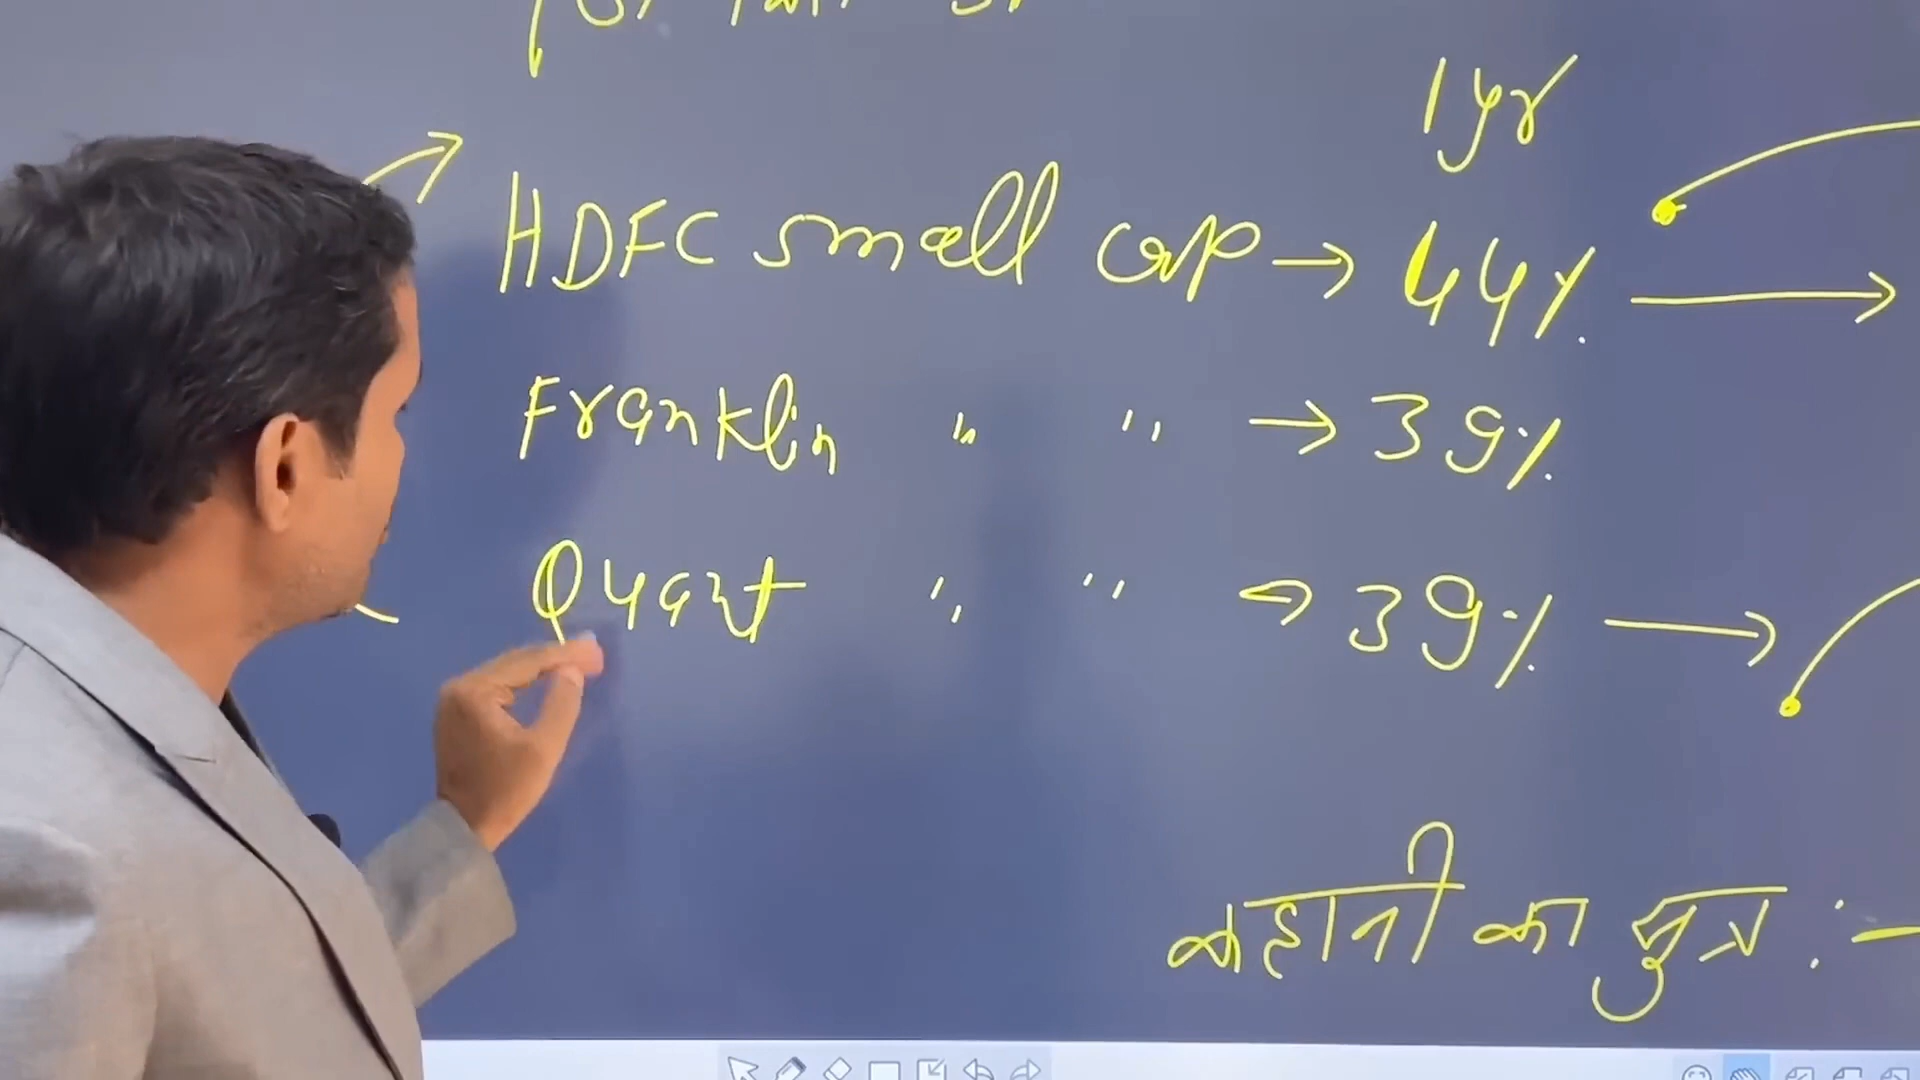 1yr
HDFC small cap → 44%
Franklin " " → 39%
Quant " " → 39%
कहानी का सूत्र :-